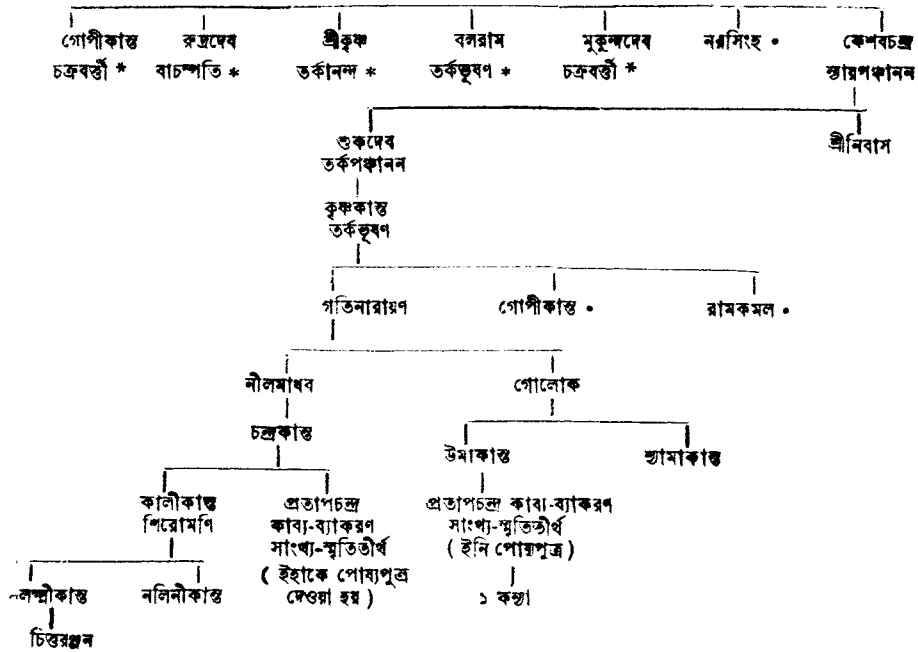 গোপীকান্ত রুদ্রদেব শ্রীকৃষ্ণ বলরাম মুকুন্দদেব নরসিংহ • কেশবচন্দ্র
চক্রবর্ত্তী * বাচস্পতি * তর্কানন্দ * তর্কভূষণ * চক্রবর্ত্তী * ন্যায়পঞ্চানন
শুকদেব শ্রীনিবাস
তর্কপঞ্চানন
কৃষ্ণকান্ত
তর্কভূষণ
গতিনারায়ণ গোপীকান্ত • রামকমল •
নীলমাধব গোলোক
চন্দ্রকান্ত
উমাকান্ত শ্যামাকান্ত
কালীকান্ত প্রতাপচন্দ্র প্রতাপচন্দ্র কাব্য-ব্যাকরণ
শিরোমণি কাব্য-ব্যাকরণ সাংখ্য-স্মৃতিতীর্থ
সাংখ্য-স্মৃতিতীর্থ ( ইনি পোষ্যপুত্র )
( ইহাকে পোষ্যপুত্র
লক্ষ্মীকান্ত নলিনীকান্ত দেওয়া হয় ) ১ কন্যা
চিত্তরঞ্জন